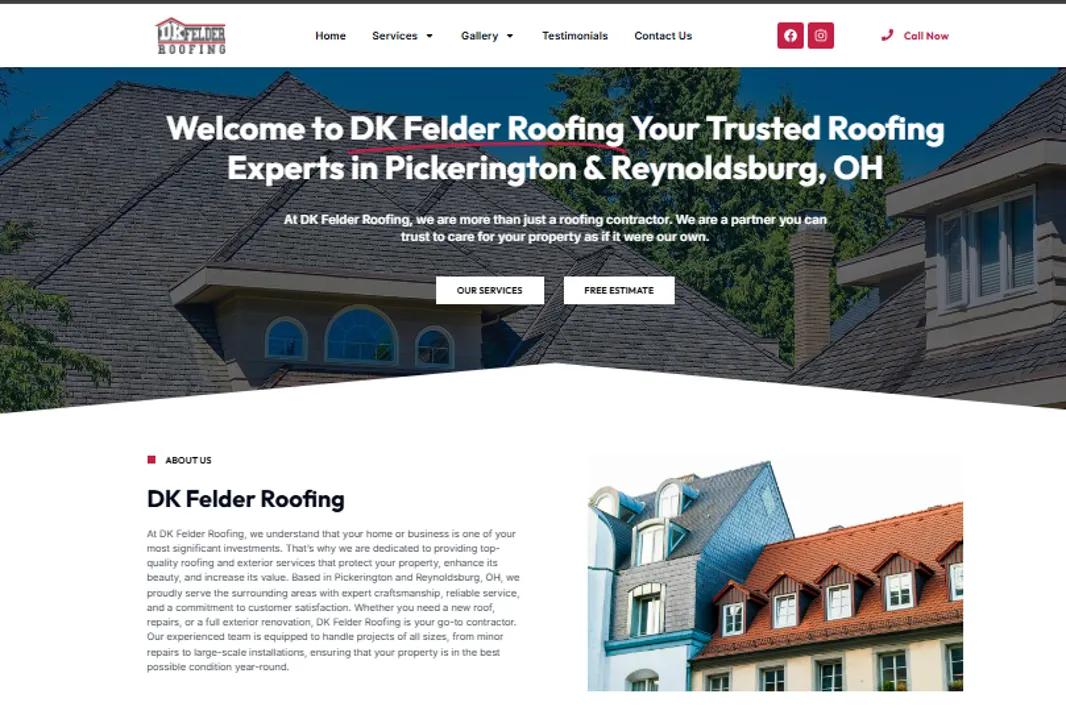 DK FELDER
ROOFING
Home
Services
Gallery
Testimonials
Contact Us
Call Now
Welcome to DK Felder Roofing Your Trusted Roofing
Experts in Pickerington & Reynoldsburg, OH
At DK Felder Roofing, we are more than just a roofing contractor. We are a partner you can
trust to care for your property as if it were our own.
OUR SERVICES
FREE ESTIMATE
ABOUT US
DK Felder Roofing
At DK Felder Roofing, we understand that your home or business is one of your
most significant investments. That's why we are dedicated to providing top-
quality roofing and exterior services that protect your property, enhance its
beauty, and increase its value. Based in Pickerington and Reynoldsburg, OH, we
proudly serve the surrounding areas with expert craftsmanship, reliable service,
and a commitment to customer satisfaction. Whether you need a new roof,
repairs, or a full exterior renovation, DK Felder Roofing is your go-to contractor.
Our experienced team is equipped to handle projects of all sizes, from minor
repairs to large-scale installations, ensuring that your property is in the best
possible condition year-round.